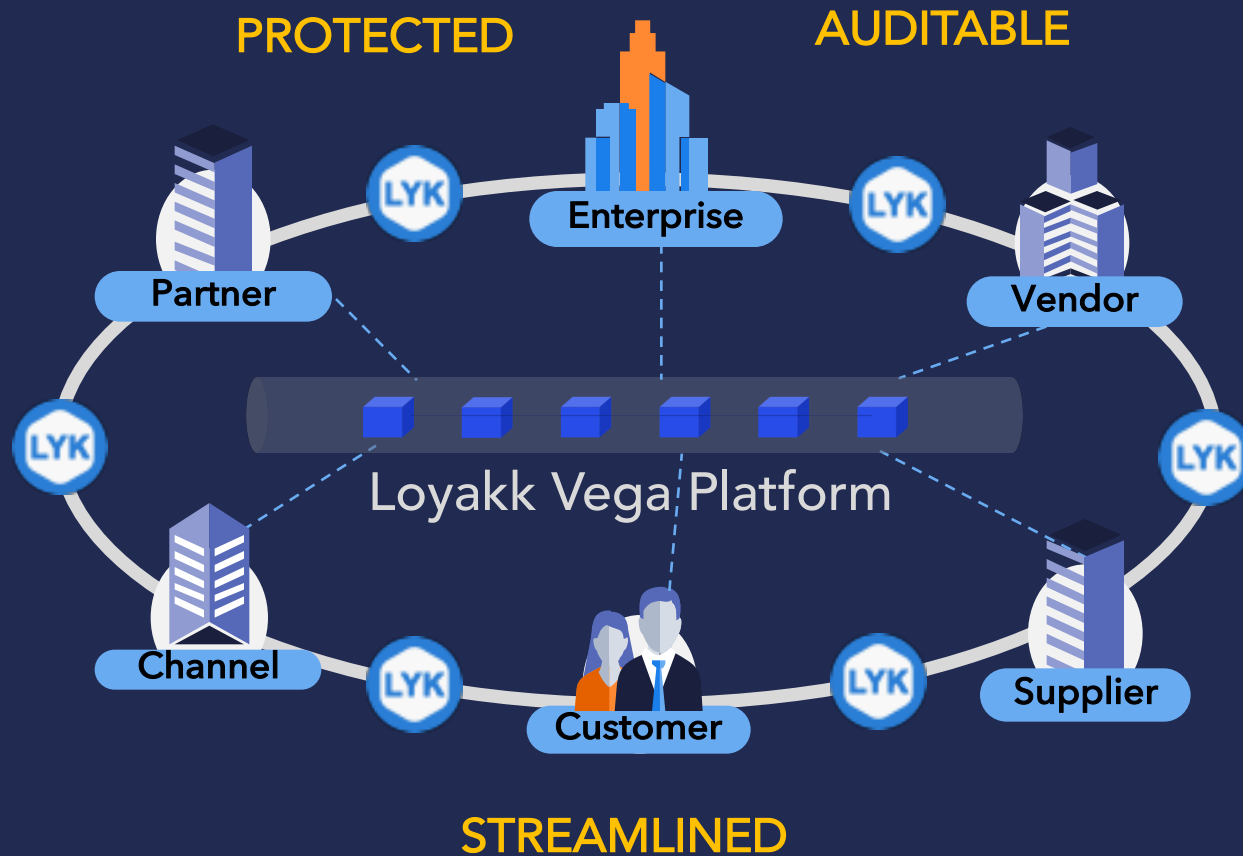 PROTECTED
AUDITABLE
LYK
LYK
Enterprise
Partner
Vendor
LYK
LYK
Loyakk Vega Platform
Channel
LYK
LYK
Supplier
Customer
STREAMLINED